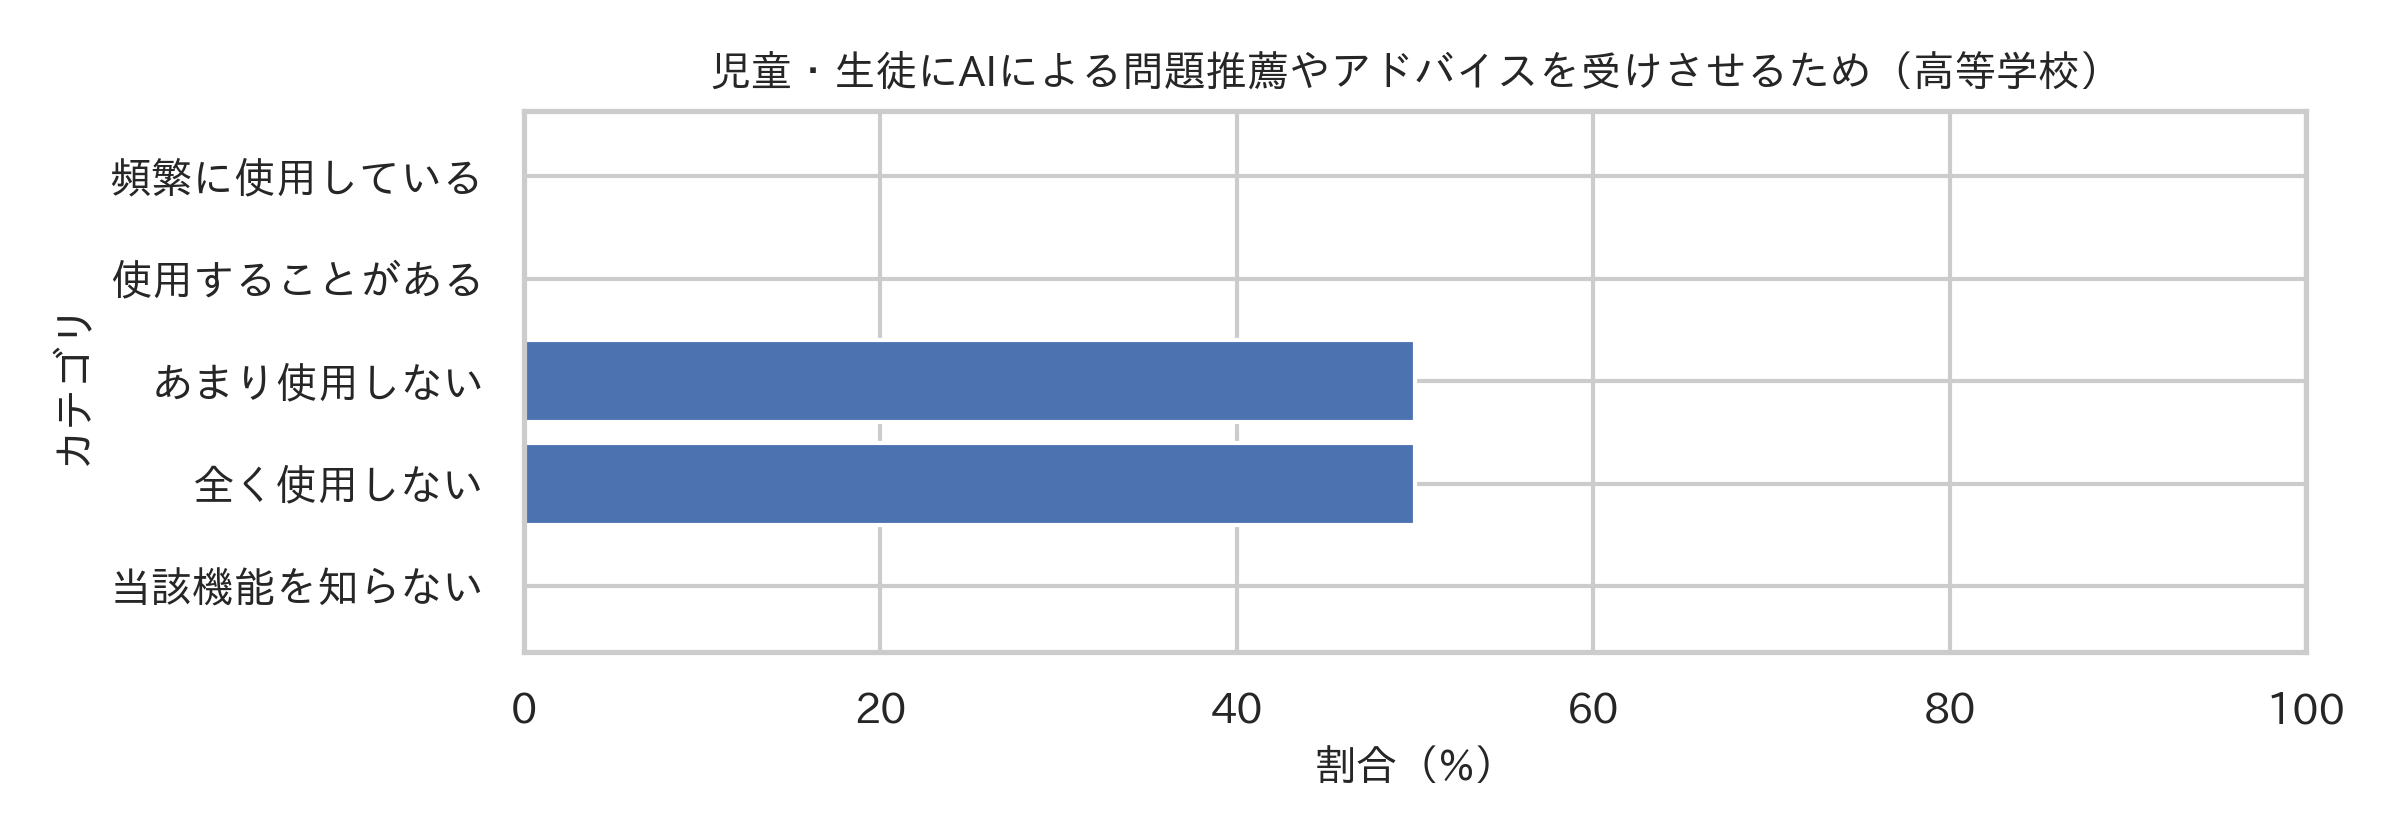 児童・生徒にAIによる問題推薦やアドバイスを受けさせるため（高等学校）
カテゴリ
頻繁に使用している
使用することがある
あまり使用しない
全く使用しない
当該機能を知らない
0 20 40 60 80 100
割合（%）